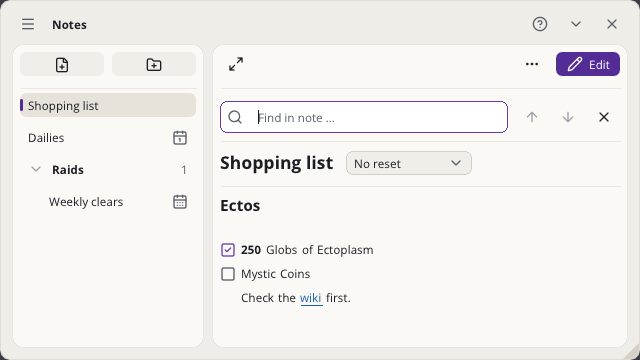 Notes
Edit
Shopping list
Dailies
Raids 1
Weekly clears
Find in note ...
Shopping list
No reset
Ectos
250 Globs of Ectoplasm
Mystic Coins
Check the wiki first.